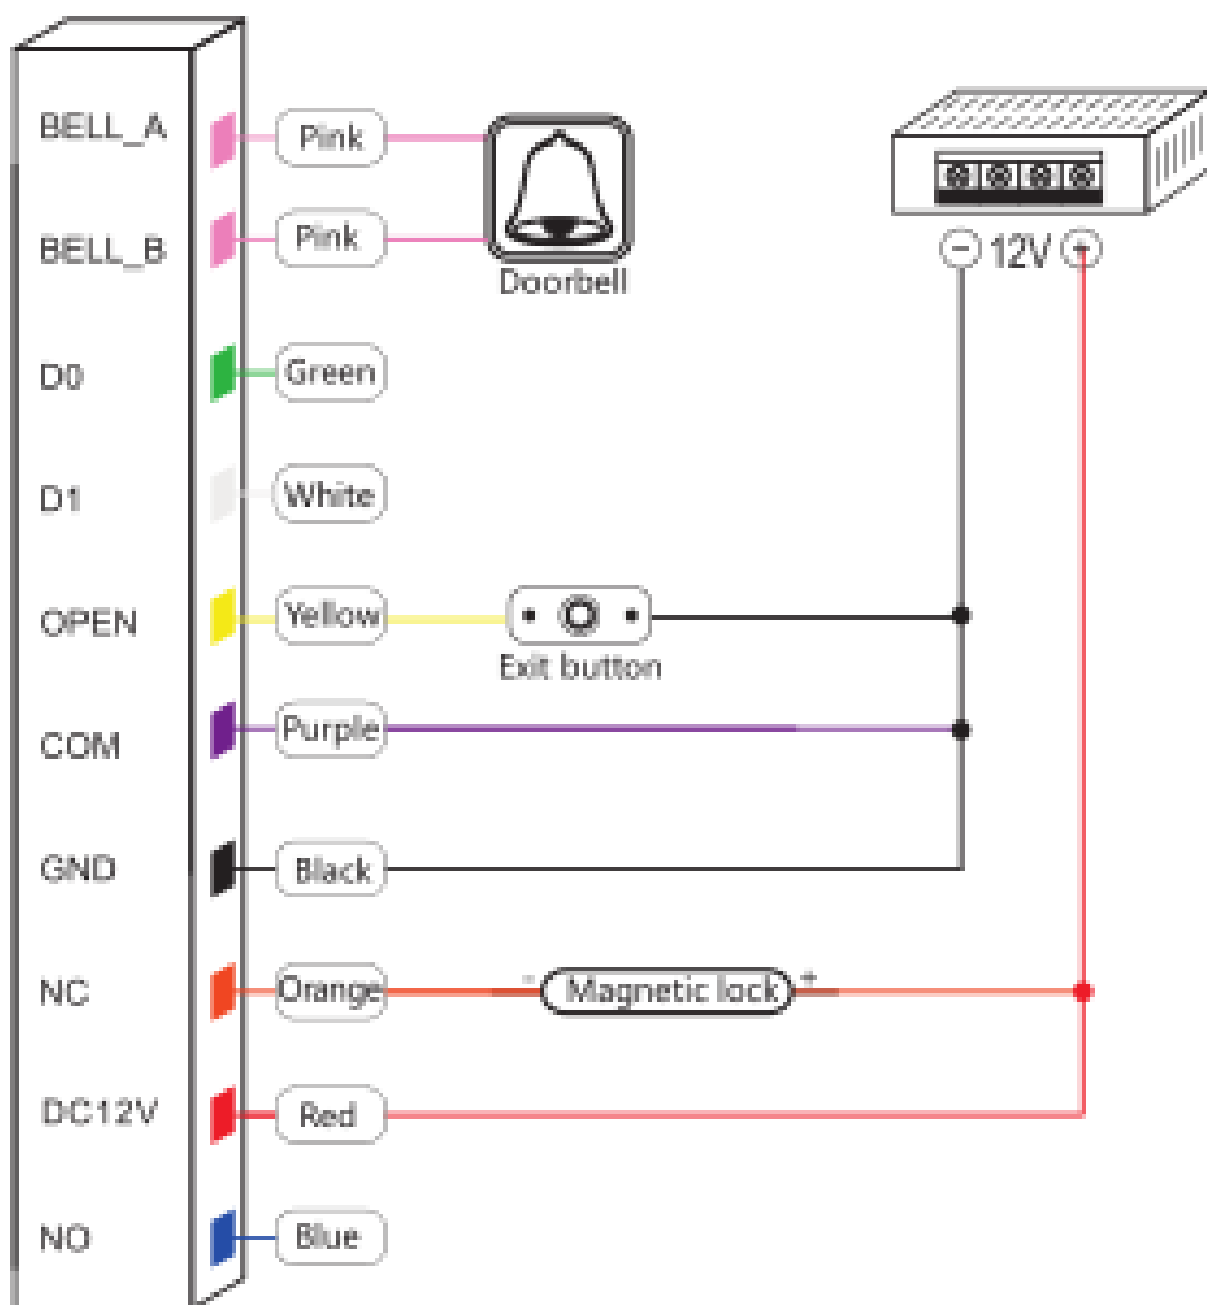 BELL_A
Pink
BELL_B
Pink
Doorbell
− 12V +
D0
Green
D1
White
OPEN
Yellow
Exit button
COM
Purple
GND
Black
NC
Orange
- Magnetic lock +
DC12V
Red
NO
Blue